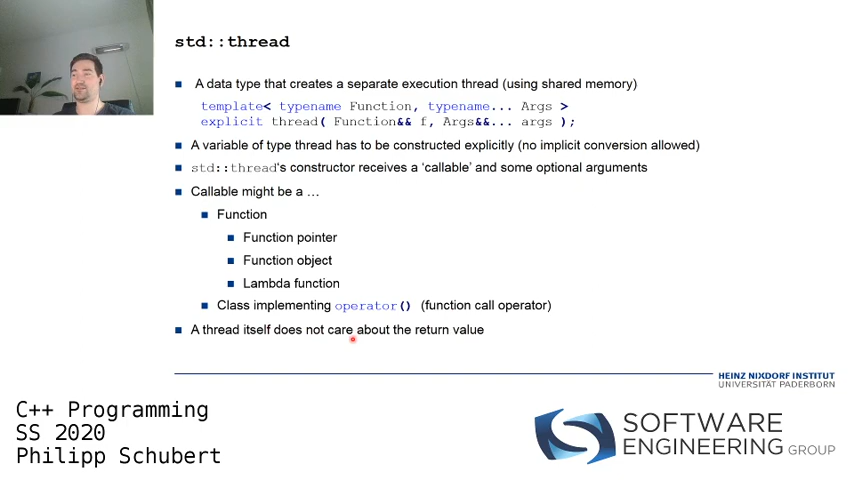 std::thread
A data type that creates a separate execution thread (using shared memory)
template< typename Function, typename... Args >
explicit thread( Function&& f, Args&&... args );
A variable of type thread has to be constructed explicitly (no implicit conversion allowed)
std::thread's constructor receives a ‘callable’ and some optional arguments
Callable might be a …
Function
Function pointer
Function object
Lambda function
Class implementing operator() (function call operator)
A thread itself does not care about the return value
HEINZ NIXDORF INSTITUT
UNIVERSITÄT PADERBORN
C++ Programming
SS 2020
Philipp Schubert
SOFTWARE
ENGINEERING GROUP